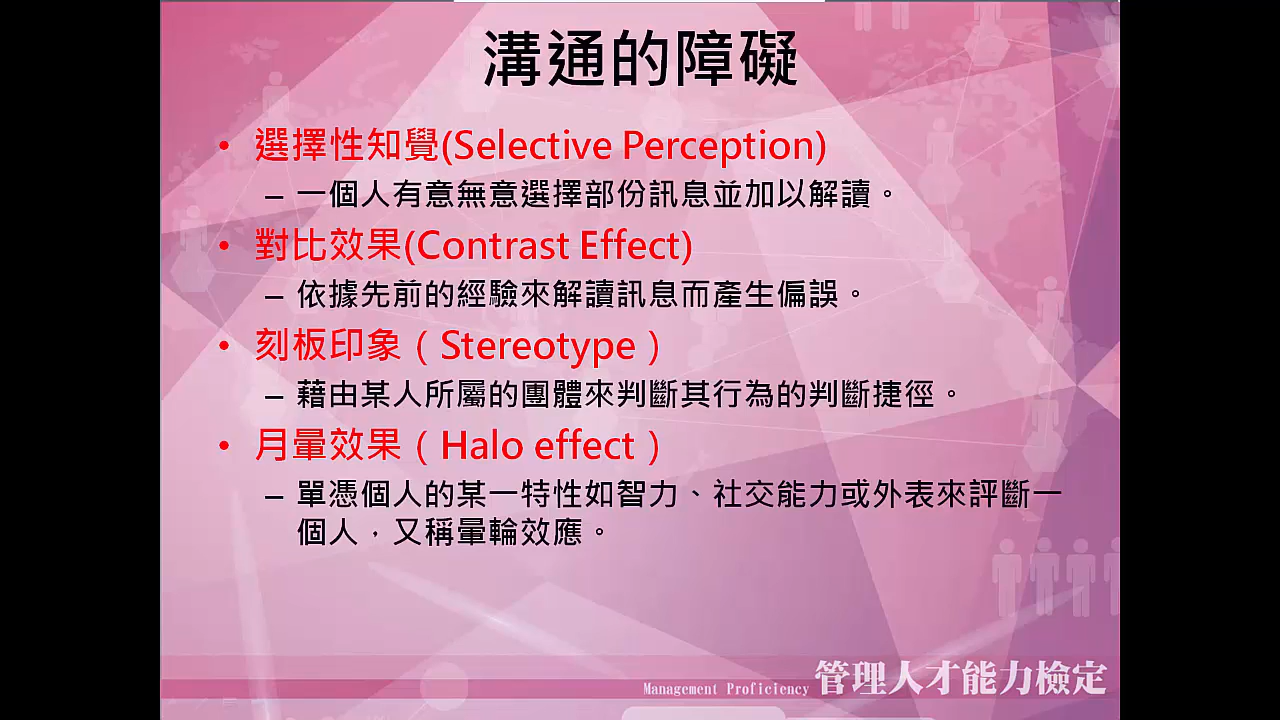 溝通的障礙
• 選擇性知覺(Selective Perception)
– 一個人有意無意選擇部份訊息並加以解讀。
• 對比效果(Contrast Effect)
– 依據先前的經驗來解讀訊息而產生偏誤。
• 刻板印象（Stereotype）
– 藉由某人所屬的團體來判斷其行為的判斷捷徑。
• 月暈效果（Halo effect）
– 單憑個人的某一特性如智力、社交能力或外表來評斷一
個人，又稱暈輪效應。
Management Proficiency 管理人才能力檢定